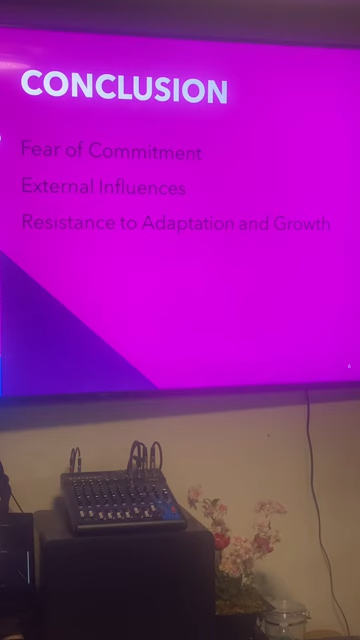 CONCLUSION
Fear of Commitment
External Influences
Resistance to Adaptation and Growth